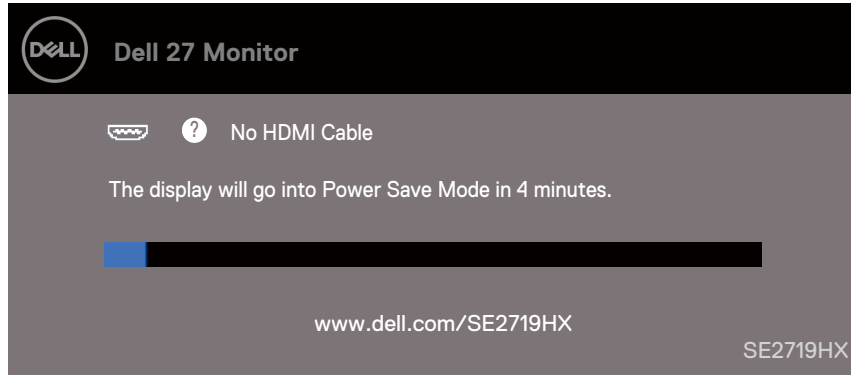 DELL
Dell 27 Monitor
? No HDMI Cable
The display will go into Power Save Mode in 4 minutes.
www.dell.com/SE2719HX
SE2719HX